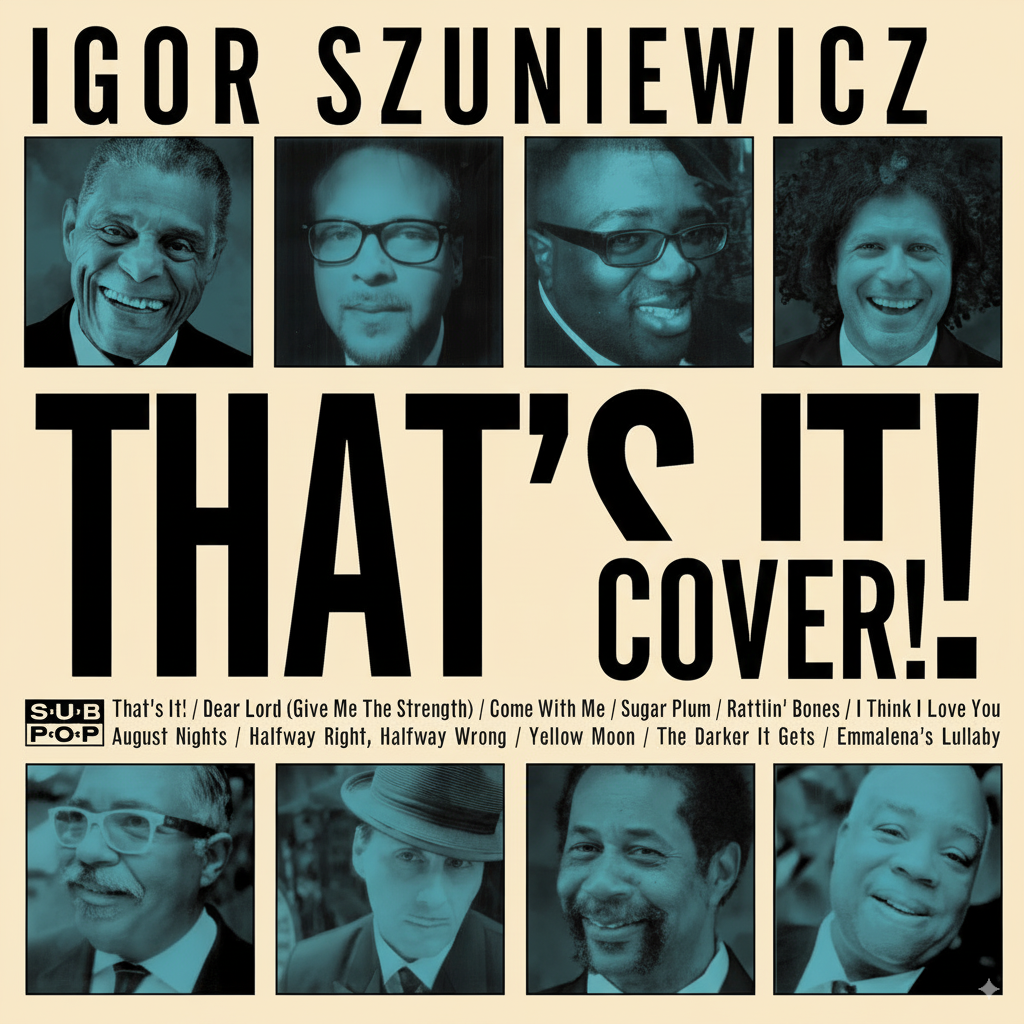 IGOR SZUNIEWICZ
THAT'S IT!
COVER!
SUB
POP
That's It! / Dear Lord (Give Me The Strength) / Come With Me / Sugar Plum / Rattlin' Bones / I Think I Love You
August Nights / Halfway Right, Halfway Wrong / Yellow Moon / The Darker It Gets / Emmalena's Lullaby